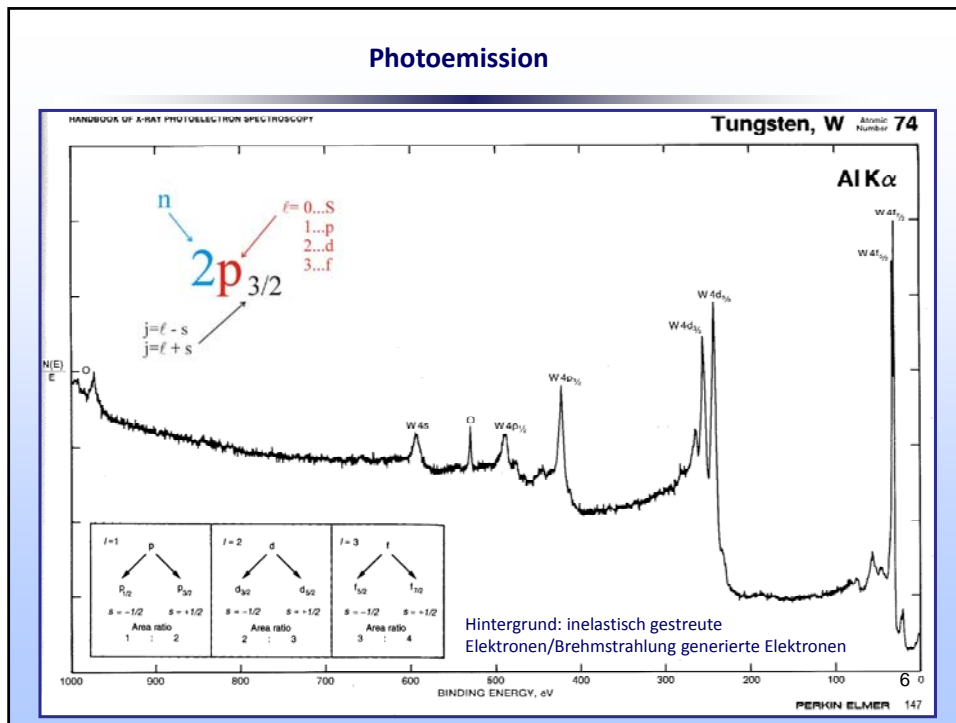 Photoemission
HANDBOOK OF X-RAY PHOTOELECTRON SPECTROSCOPY
Tungsten, W Atomic Number 74
Al Kα
n
ℓ= 0...S
1...p
2...d
3...f
2p3/2
j=ℓ - s
j=ℓ + s
N(E)
E
O
W 4s
O
W 4p1/2
W 4p3/2
W 4d3/2
W 4d5/2
W 4f5/2
W 4f7/2
l=1 p
P1/2 P3/2
s = –1/2 s = +1/2
Area ratio
1 : 2
l = 2 d
d3/2 d5/2
s = –1/2 s = +1/2
Area ratio
2 : 3
l = 3 f
f5/2 f7/2
s = –1/2 s = +1/2
Area ratio
3 : 4
Hintergrund: inelastisch gestreute
Elektronen/Brehmstrahlung generierte Elektronen
6
1000 900 800 700 600 500 400 300 200 100 0
BINDING ENERGY, eV
PERKIN ELMER 147